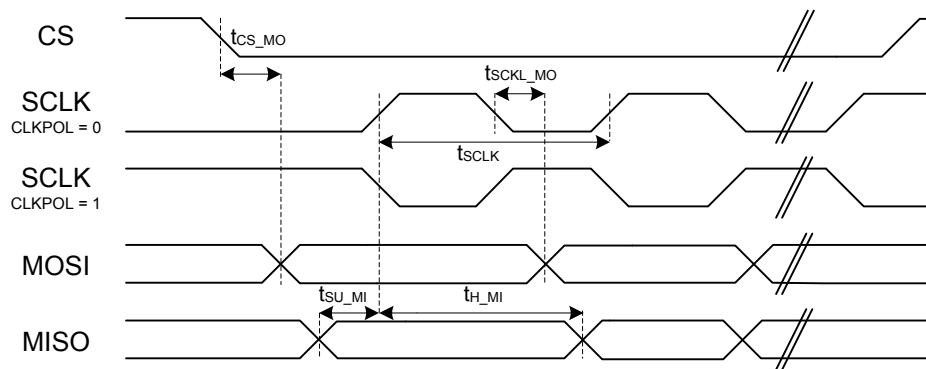 CS
tCS_MO
tSCKL_MO
SCLK
CLKPOL = 0
tSCLK
SCLK
CLKPOL = 1
MOSI
tSU_MI
tH_MI
MISO